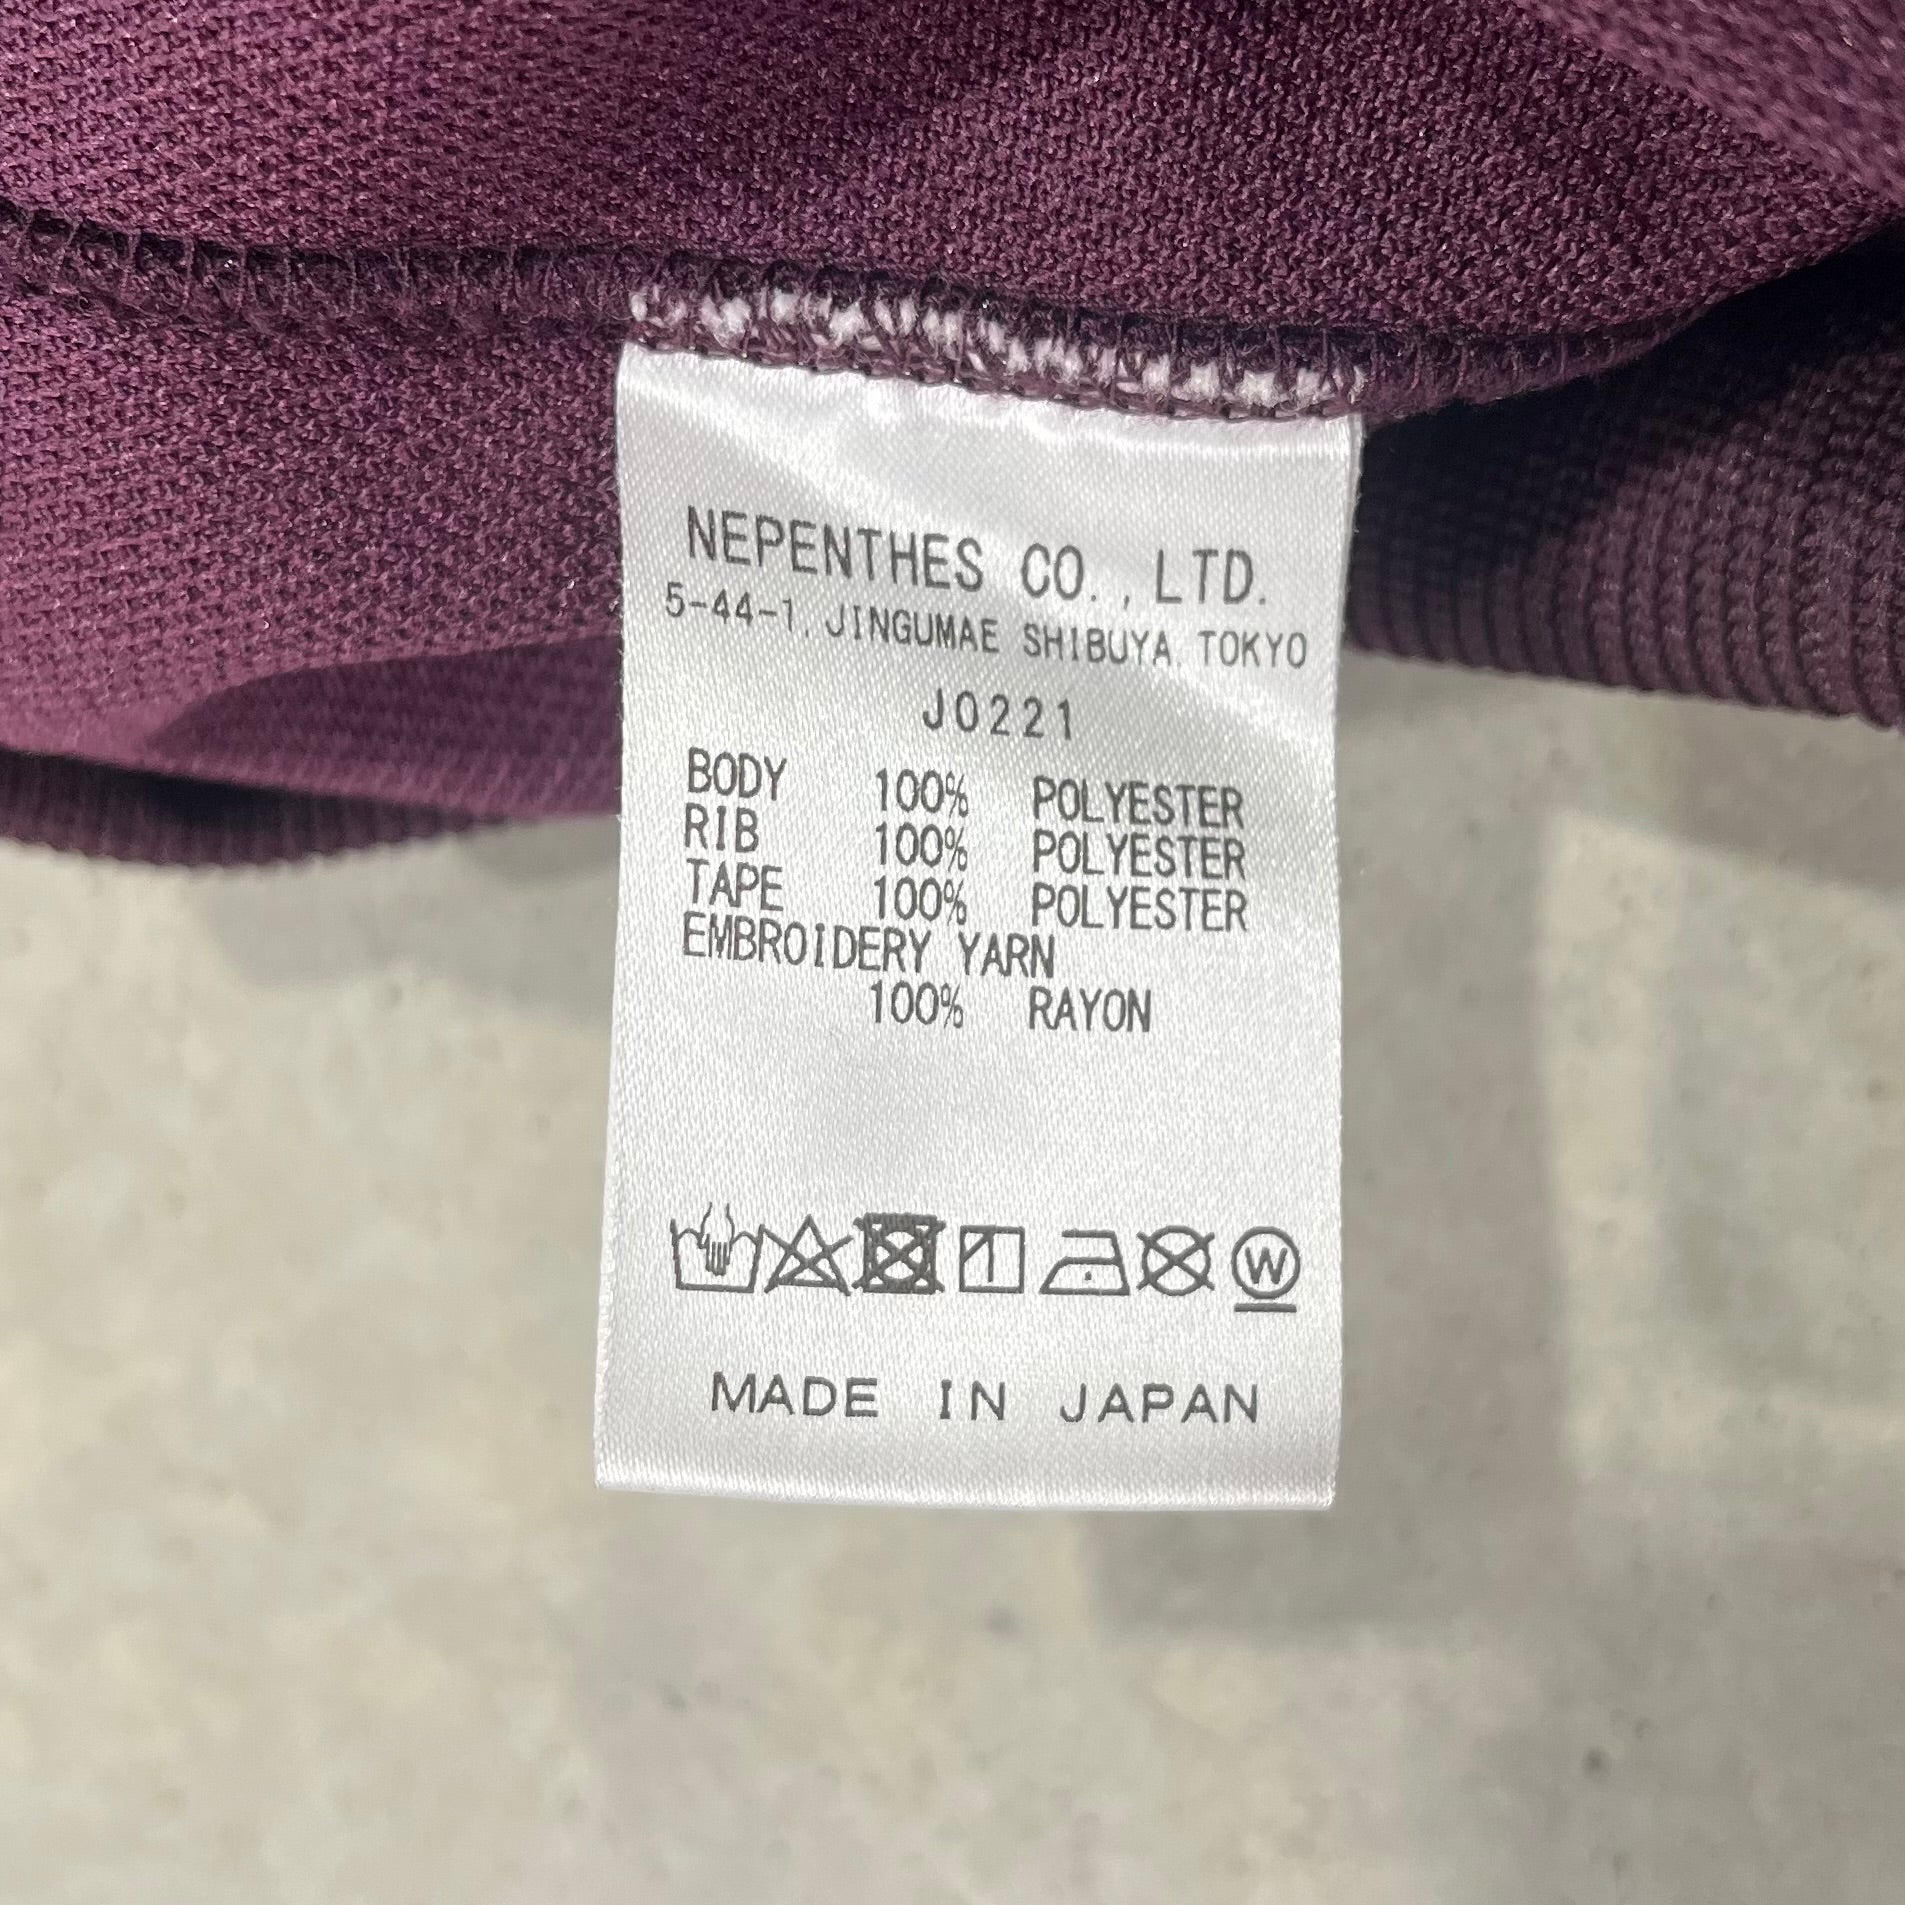 NEPENTHES CO., LTD.
5-44-1, JINGUMAE SHIBUYA, TOKYO
J0221
BODY 100% POLYESTER
RIB 100% POLYESTER
TAPE 100% POLYESTER
EMBROIDERY YARN
100% RAYON
W
MADE IN JAPAN